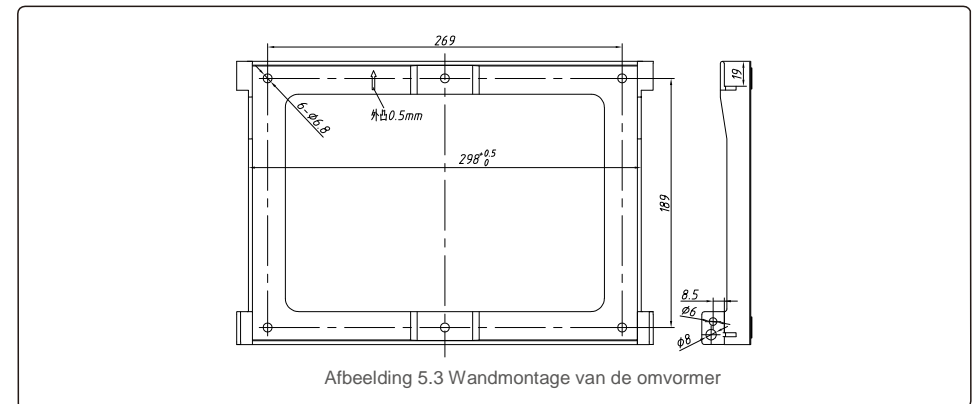 269
19
6-Ø6.8
外凸0.5mm
298+0.5 0
189
8.5
Ø6
Ø8
Afbeelding 5.3 Wandmontage van de omvormer